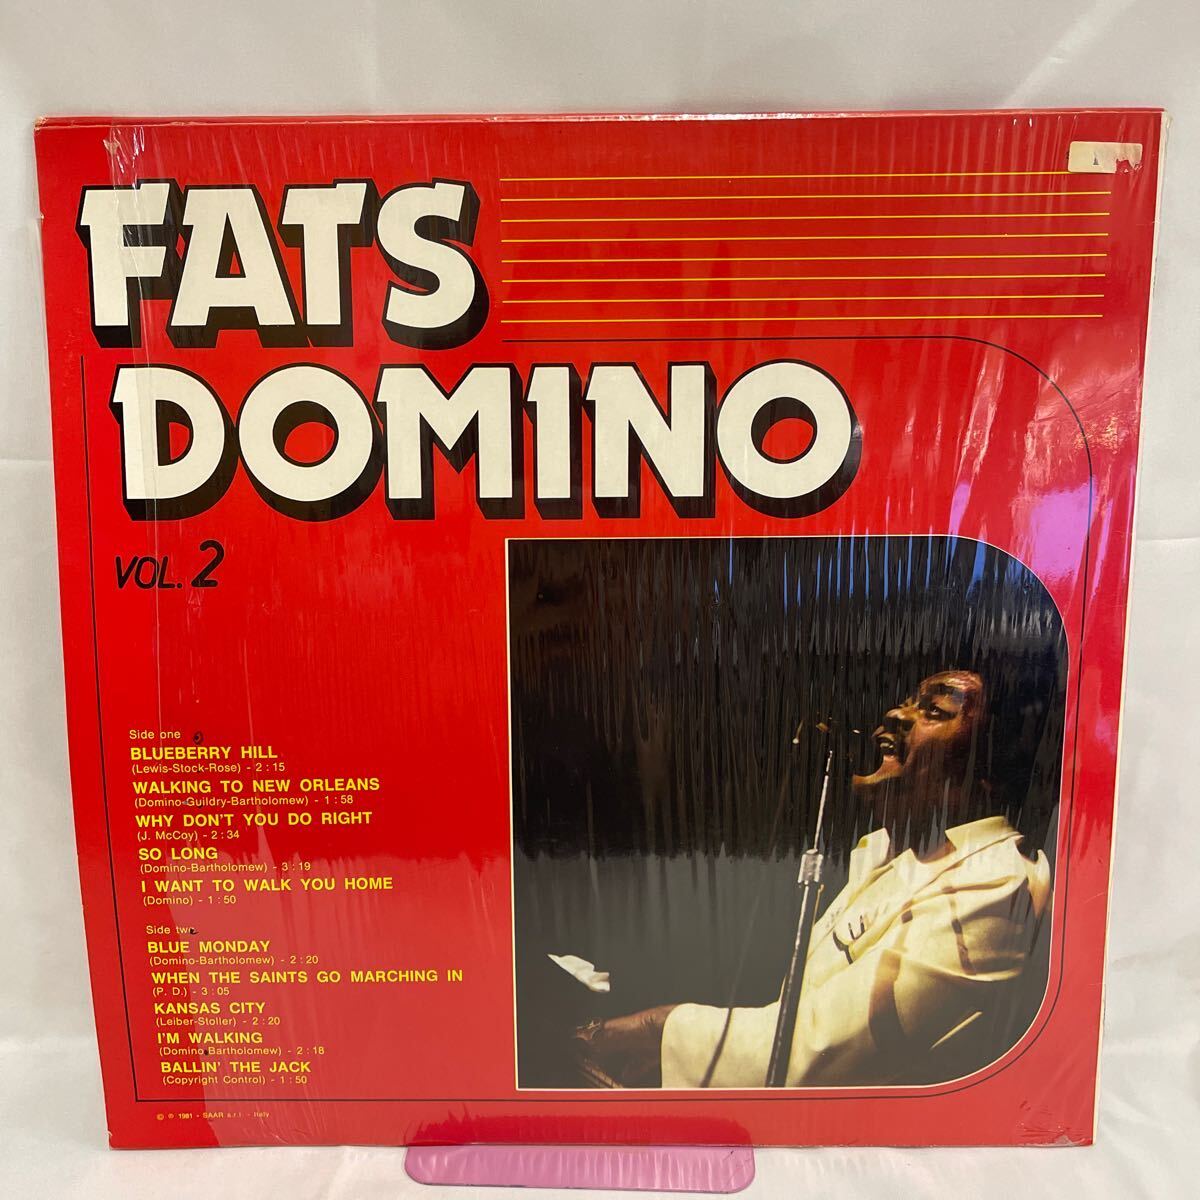 FATS
DOMINO
VOL. 2
Side one
BLUEBERRY HILL
(Lewis-Stock-Rose) - 2 : 15
WALKING TO NEW ORLEANS
(Domino-Guildry-Bartholomew) - 1 : 58
WHY DON'T YOU DO RIGHT
(J. McCoy) - 2 : 34
SO LONG
(Domino-Bartholomew) - 3 : 19
I WANT TO WALK YOU HOME
(Domino) - 1 : 50
Side two
BLUE MONDAY
(Domino-Bartholomew) - 2 : 20
WHEN THE SAINTS GO MARCHING IN
(P. D.) - 3 : 05
KANSAS CITY
(Leiber-Stoller) - 2 : 20
I'M WALKING
(Domino Bartholomew) - 2 : 18
BALLIN' THE JACK
(Copyright Control) - 1 : 50
© ℗ 1981 - SAAR s.r.l. - Italy